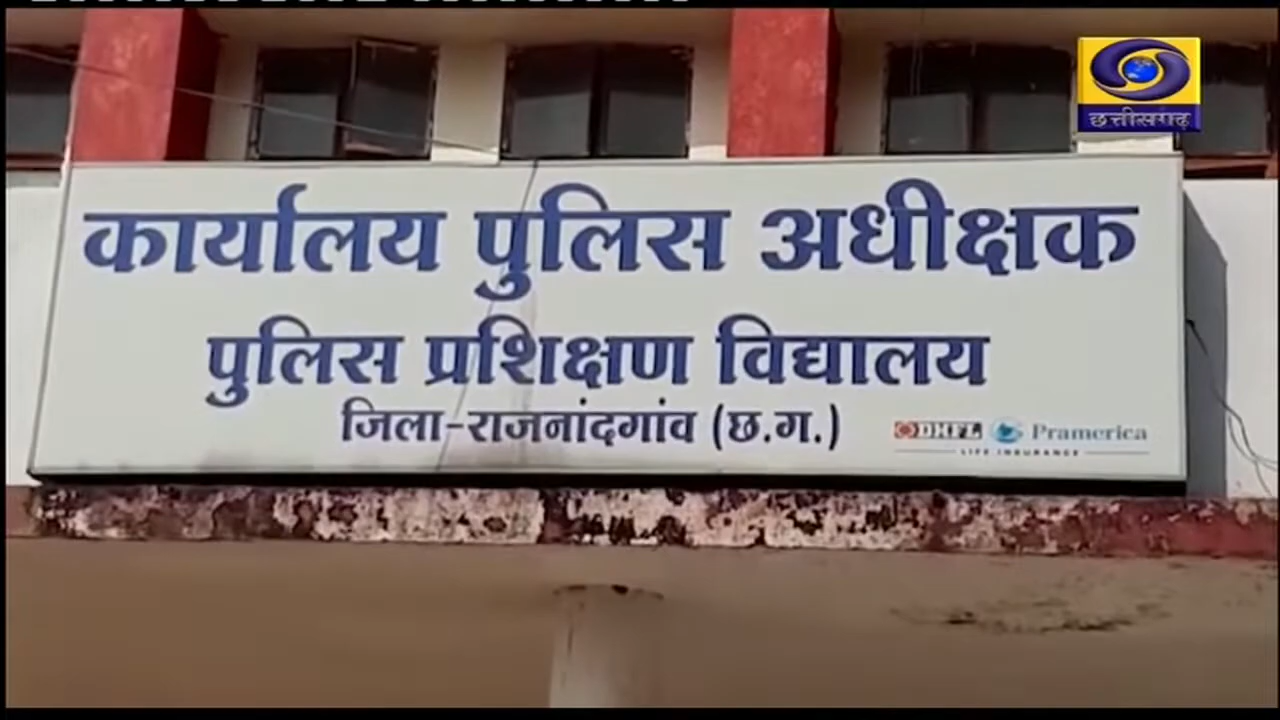 छत्तीसगढ़
कार्यालय पुलिस अधीक्षक
पुलिस प्रशिक्षण विद्यालय
जिला-राजनांदगांव (छ.ग.)
DHFL Pramerica
LIFE INSURANCE